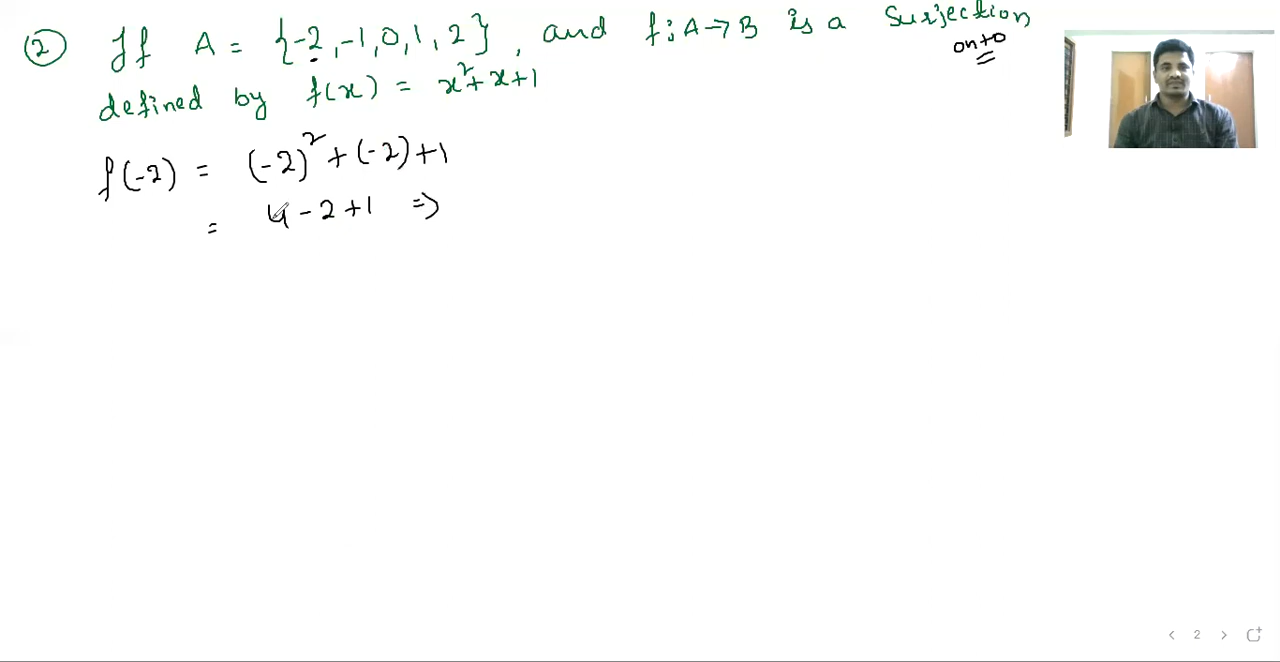 ② If A = {-2, -1, 0, 1, 2}, and f: A→B is a Surjection
onto
defined by f(x) = x²+x+1
f(-2) = (-2)²+(-2)+1
= 4-2+1 ⇒
< 2 >